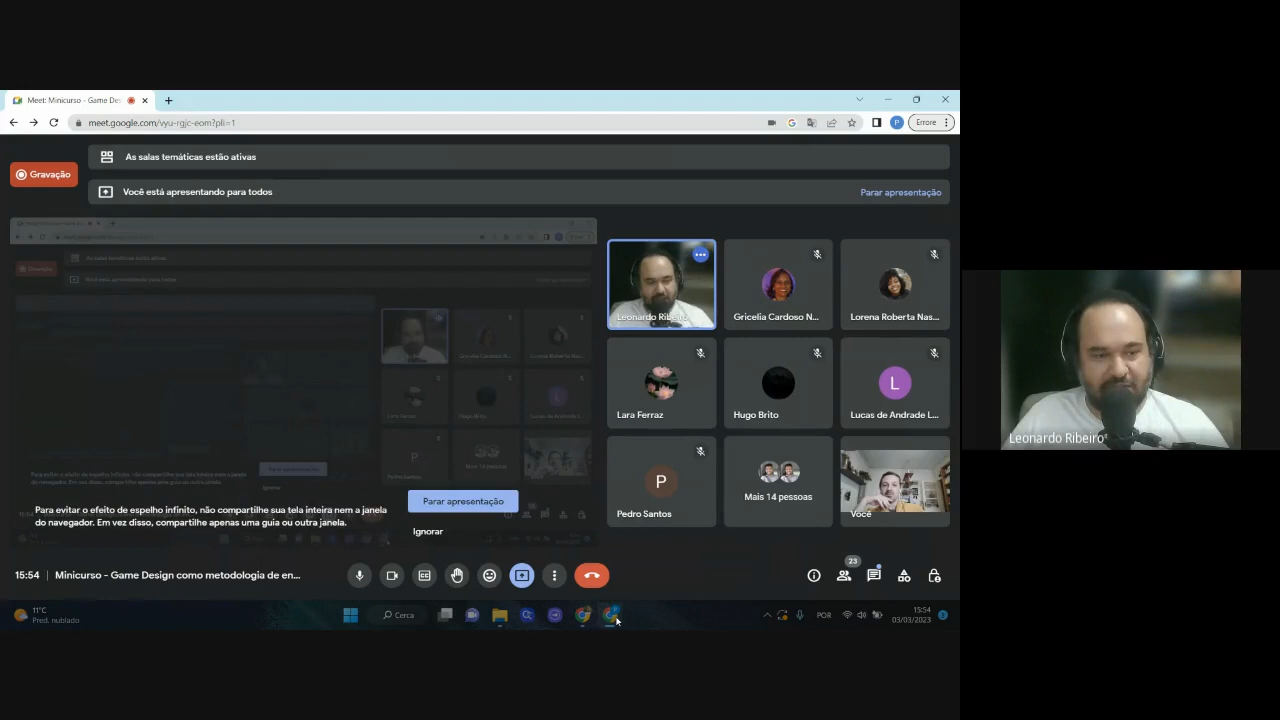 Meet: Minicurso - Game De
meet.google.com/vyu-rgjc-eom?pli=1
P
Errore
As salas temáticas estão ativas
Gravação
Você está apresentando para todos
Parar apresentação
Leonardo Ribeiro
Gricelia Cardoso N...
Lorena Roberta Nas...
Lara Ferraz
Hugo Brito
L
Lucas de Andrade L...
P
Pedro Santos
Mais 14 pessoas
Você
Leonardo Ribeiro
Para evitar o efeito de espelho infinito, não compartilhe sua tela inteira nem a janela
do navegador. Em vez disso, compartilhe apenas uma guia ou outra janela.
Parar apresentação
Ignorar
15:54 | Minicurso - Game Design como metodologia de en...
23
11°C
Pred. nublado
Cerca
POR
15:54
03/03/2023